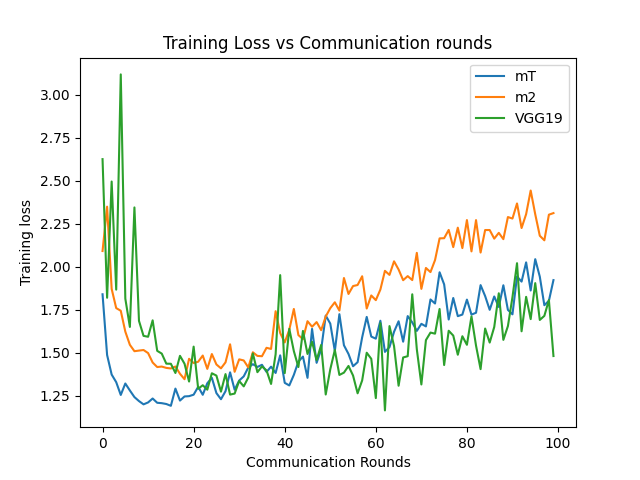 Training Loss vs Communication rounds
mT
m2
VGG19
3.00
2.75
2.50
2.25
2.00
1.75
1.50
1.25
Training loss
0
20
40
60
80
100
Communication Rounds